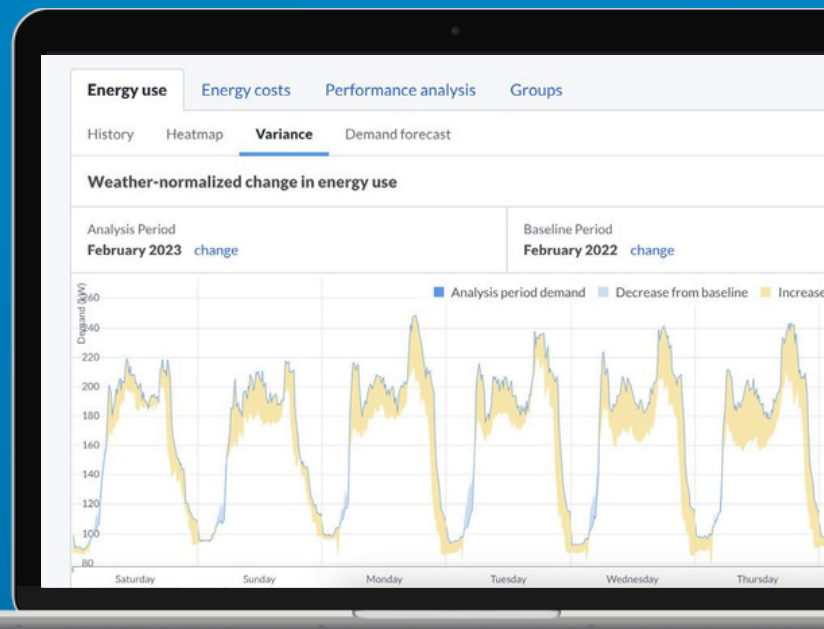 Energy use Energy costs Performance analysis Groups
History Heatmap Variance Demand forecast
Weather-normalized change in energy use
Analysis Period Baseline Period
February 2023 change February 2022 change
Analysis period demand Decrease from baseline Increase
Demand (kW)
260
240
220
200
180
160
140
120
100
80
Saturday Sunday Monday Tuesday Wednesday Thursday